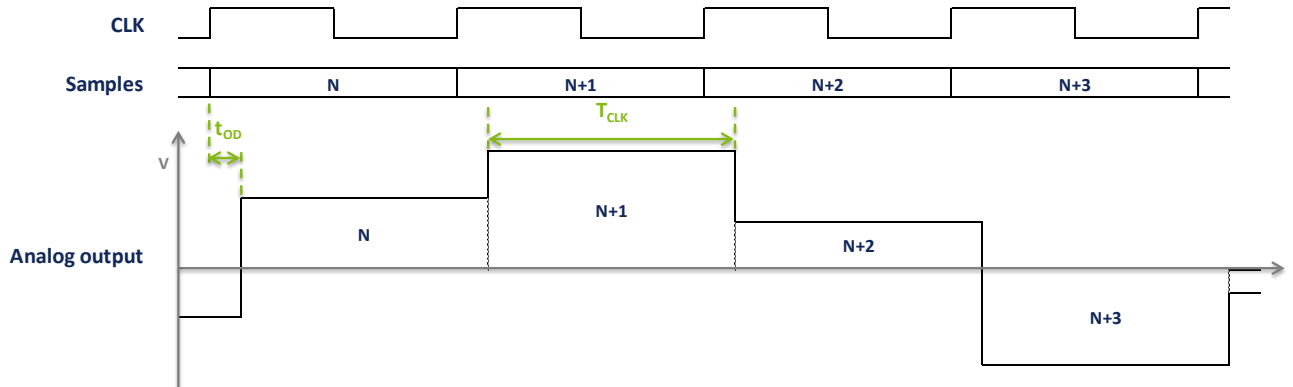 CLK
Samples
N
N+1
N+2
N+3
tOD
TCLK
V
N
N+1
N+2
N+3
Analog output